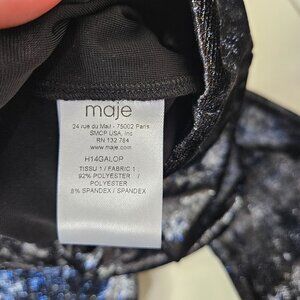 maje
24 rue du Mail - 75002 Paris
SMCP USA, Inc
RN 132 784
www.maje.com
H14GALOP
TISSU 1 / FABRIC 1 :
92% POLYESTER /
POLYESTER
8% SPANDEX / SPANDEX